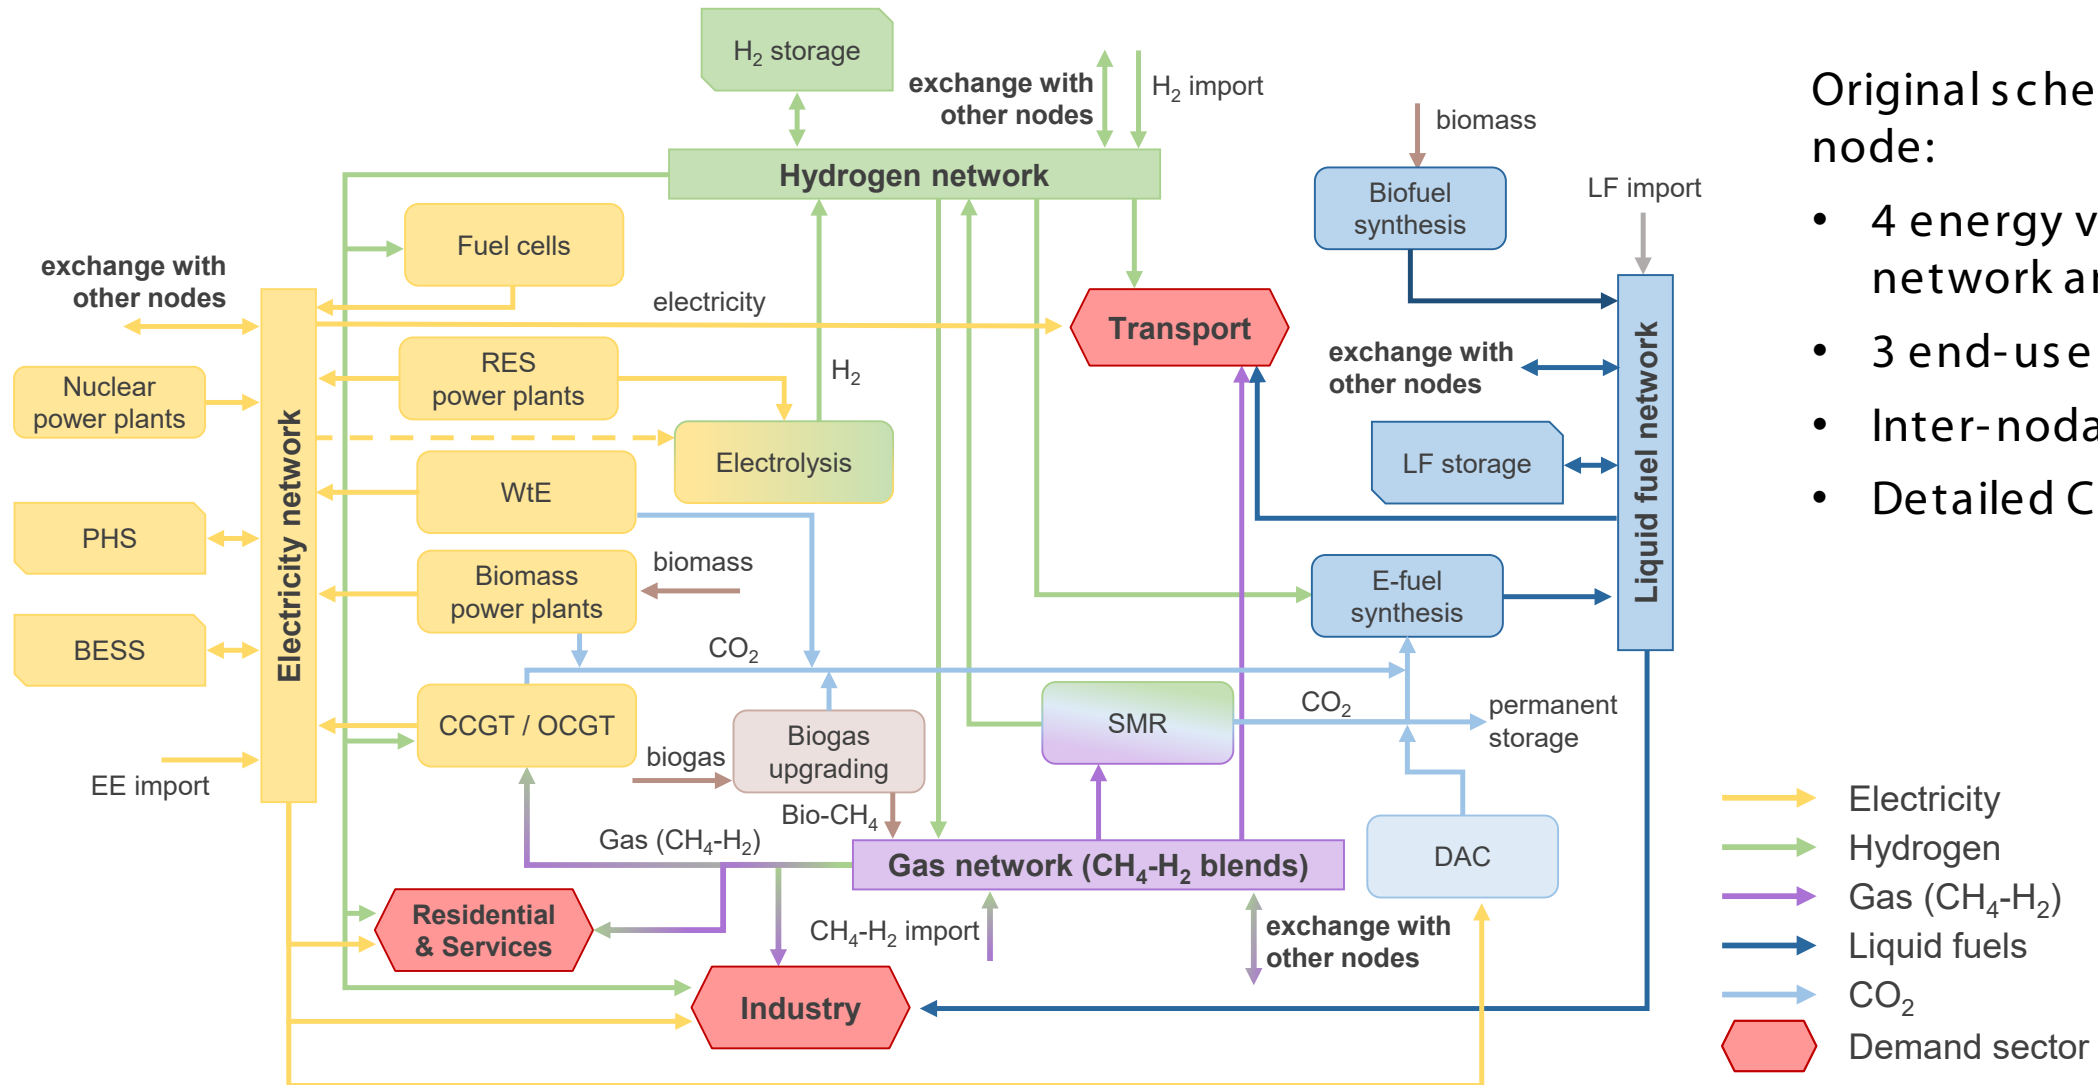 H₂ storage
exchange with
other nodes
H₂ import
Hydrogen network
biomass
Biofuel
synthesis
LF import
Fuel cells
exchange with
other nodes
electricity
Transport
RES
power plants
H₂
Nuclear
power plants
exchange with
other nodes
Electricity network
Electrolysis
WtE
LF storage
Liquid fuel network
PHS
Biomass
power plants
biomass
E-fuel
synthesis
BESS
CO₂
CCGT / OCGT
biogas
Biogas
upgrading
SMR
CO₂
permanent
storage
EE import
Bio-CH₄
Gas (CH₄-H₂)
Gas network (CH₄-H₂ blends)
DAC
Residential
& Services
CH₄-H₂ import
exchange with
other nodes
Industry
Original sche
node:
• 4 energy v
network a
• 3 end-use
• Inter-noda
• Detailed C
Electricity
Hydrogen
Gas (CH₄-H₂)
Liquid fuels
CO₂
Demand sector